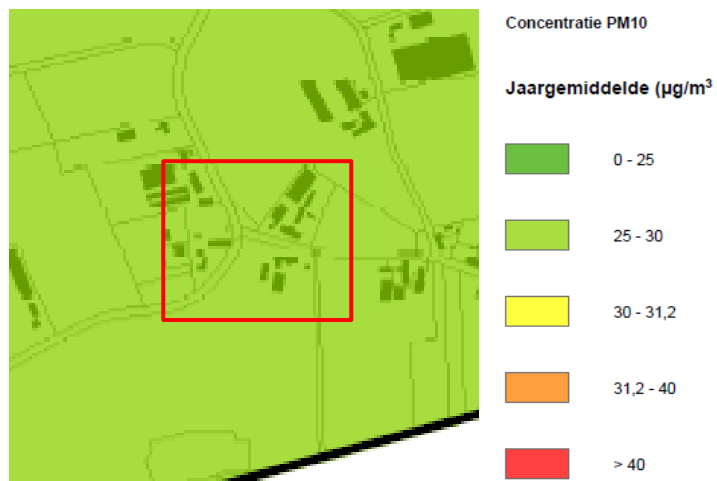 Concentratie PM10
Jaargemiddelde (µg/m³
0 - 25
25 - 30
30 - 31,2
31,2 - 40
> 40